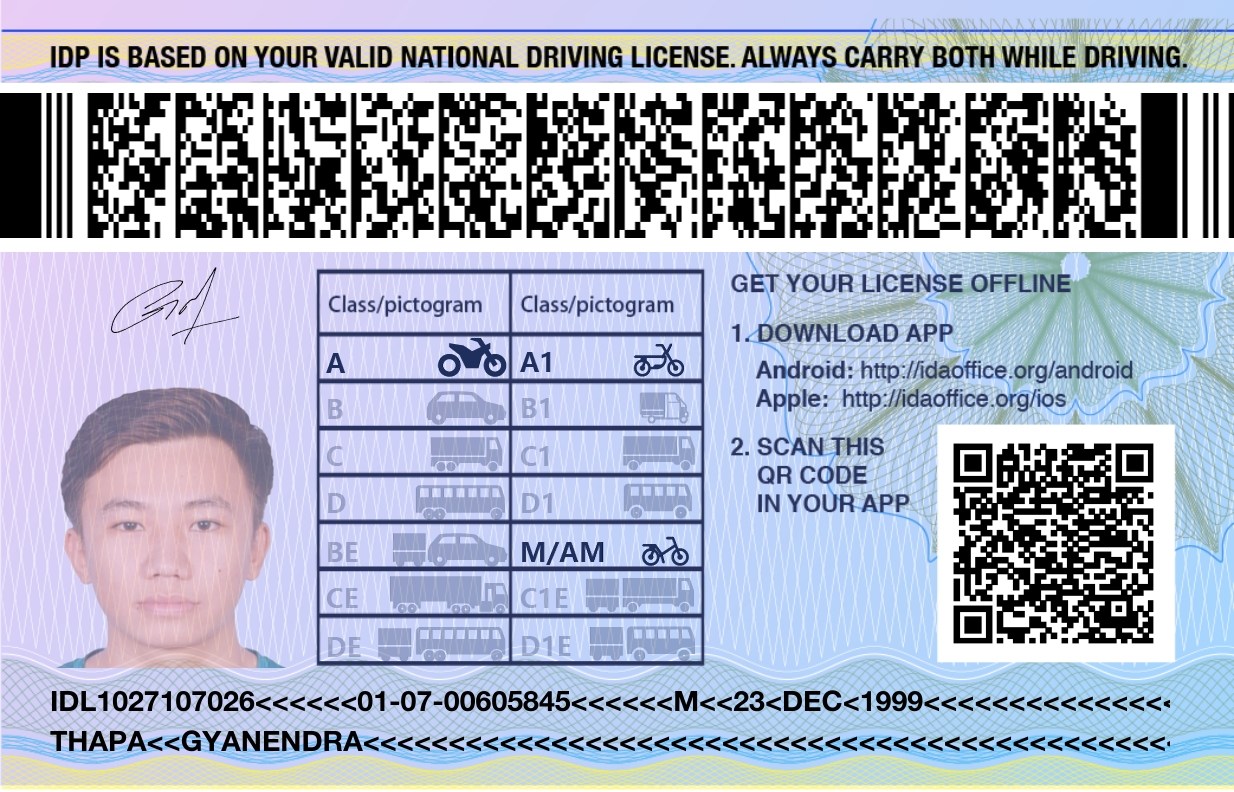 IDP IS BASED ON YOUR VALID NATIONAL DRIVING LICENSE. ALWAYS CARRY BOTH WHILE DRIVING.
Class/pictogram Class/pictogram
A A1
B B1
C C1
D D1
BE M/AM
CE C1E
DE D1E
GET YOUR LICENSE OFFLINE
1. DOWNLOAD APP
Android: http://idaoffice.org/android
Apple: http://idaoffice.org/ios
2. SCAN THIS
QR CODE
IN YOUR APP
IDL1027107026<<<<<<01-07-00605845<<<<<<M<<23<DEC<1999<<<<<<<<<<<<<<<
THAPA<<GYANENDRA<<<<<<<<<<<<<<<<<<<<<<<<<<<<<<<<<<<<<<<<<<<<<<<<